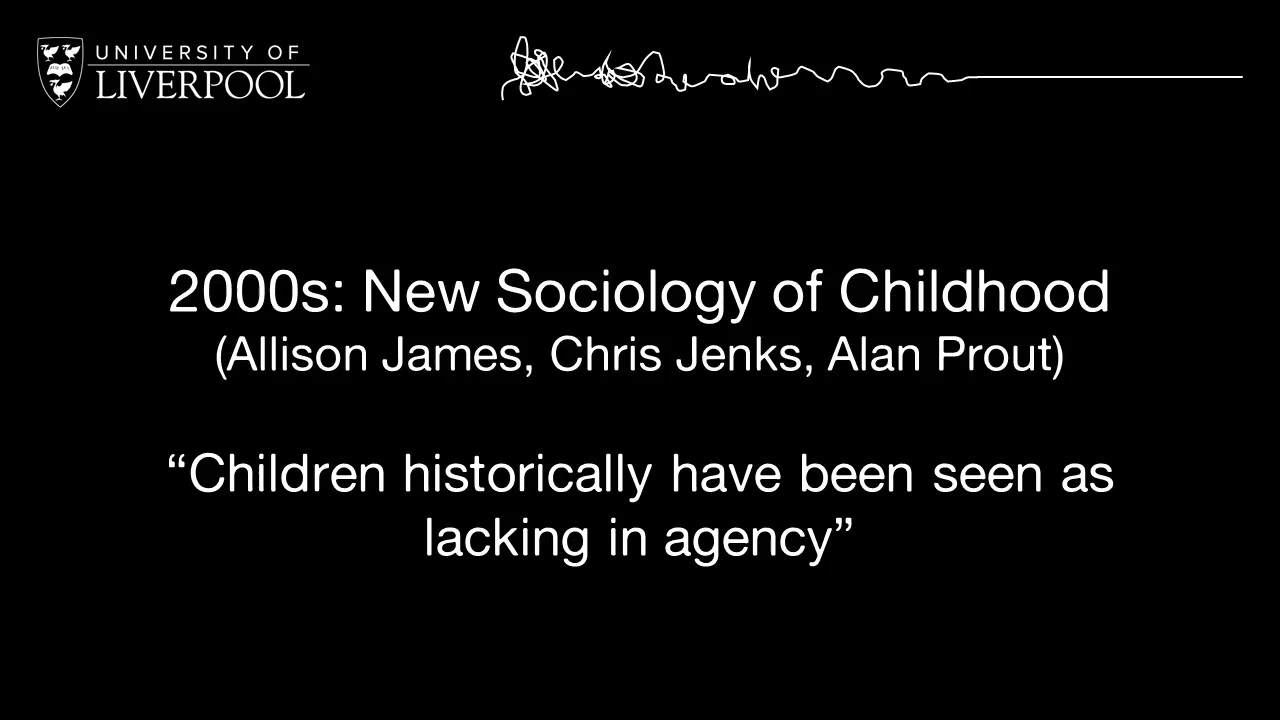 UNIVERSITY OF
LIVERPOOL
2000s: New Sociology of Childhood
(Allison James, Chris Jenks, Alan Prout)
“Children historically have been seen as
lacking in agency”